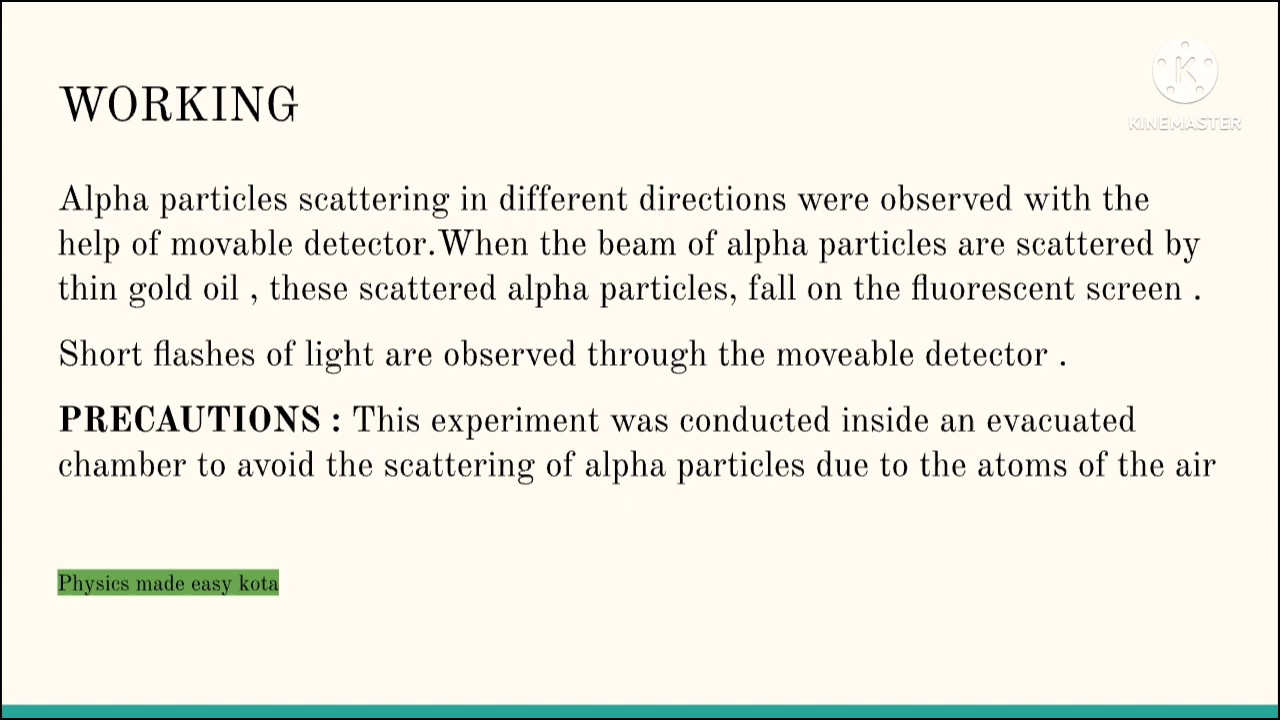 KINEMASTER
WORKING
Alpha particles scattering in different directions were observed with the
help of movable detector.When the beam of alpha particles are scattered by
thin gold oil , these scattered alpha particles, fall on the fluorescent screen .
Short flashes of light are observed through the moveable detector .
PRECAUTIONS : This experiment was conducted inside an evacuated
chamber to avoid the scattering of alpha particles due to the atoms of the air
Physics made easy kota